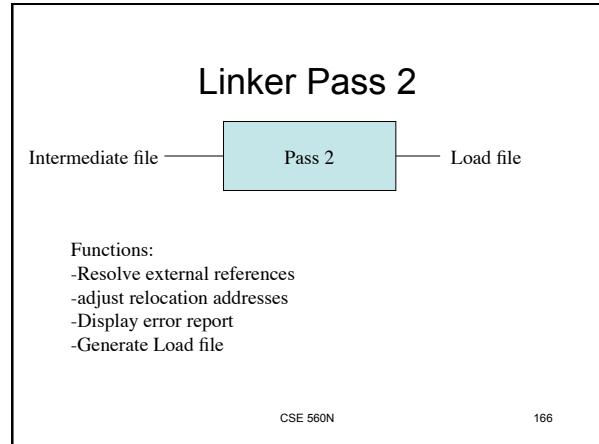 Linker Pass 2
Intermediate file
Pass 2
Load file
Functions:
-Resolve external references
-adjust relocation addresses
-Display error report
-Generate Load file
CSE 560N
166